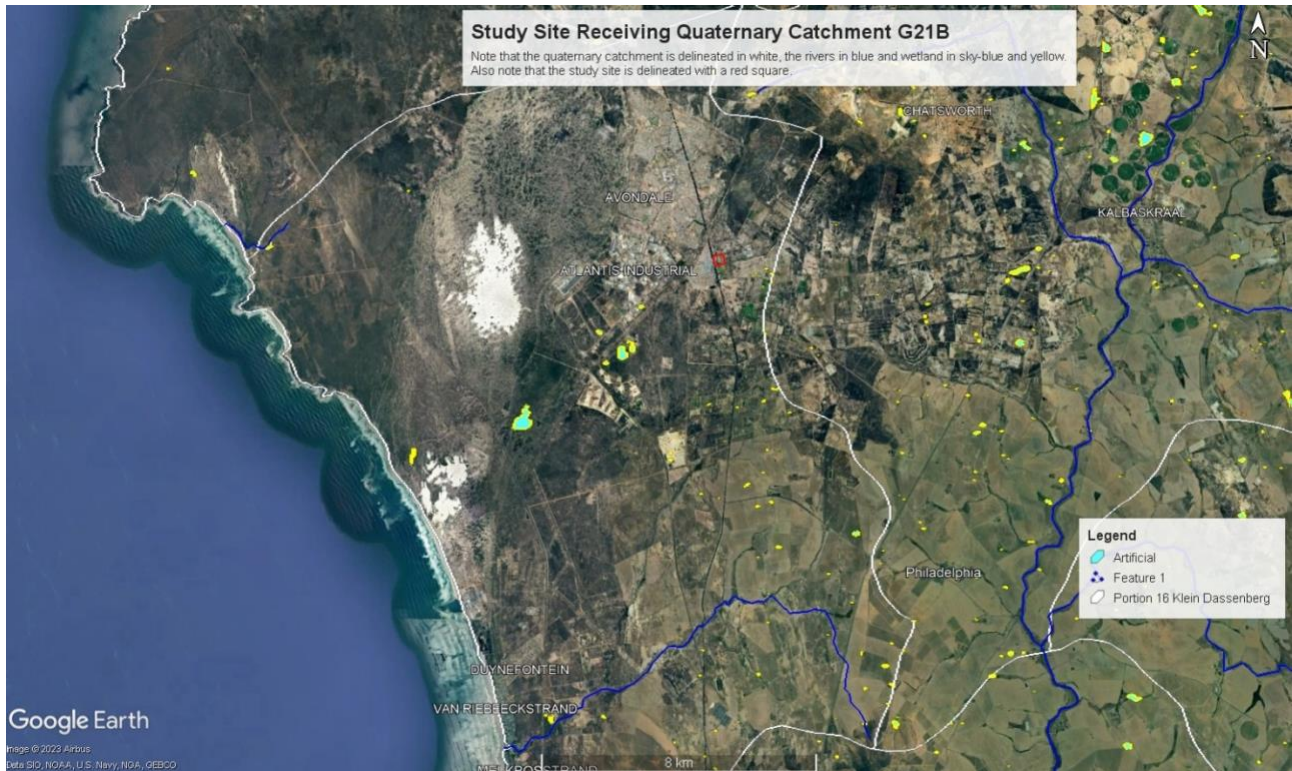 Study Site Receiving Quaternary Catchment G21B
Note that the quaternary catchment is delineated in white, the rivers in blue and wetland in sky-blue and yellow.
Also note that the study site is delineated with a red square.
N
CHATSWORTH
AVONDALE
KALBASKRAAL
ATLANTIS INDUSTRIAL
Legend
Artificial
Feature 1
Portion 16 Klein Dassenberg
Philadelphia
DUYNEFONTEIN
VAN RIEBEECKSTRAND
Google Earth
Image © 2023 Airbus
Data SIO, NOAA, U.S. Navy, NGA, GEBCO
MELKBOSSTRAND
8 km